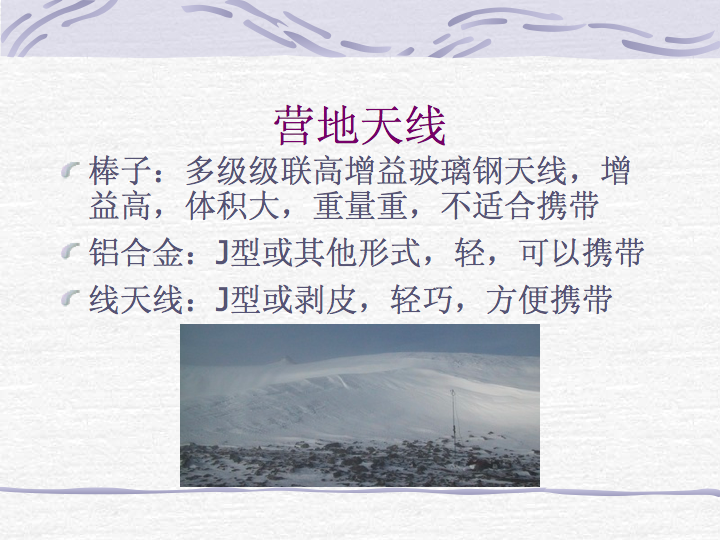 营地天线
棒子：多级级联高增益玻璃钢天线，增
益高，体积大，重量重，不适合携带
铝合金：J型或其他形式，轻，可以携带
线天线：J型或剥皮，轻巧，方便携带